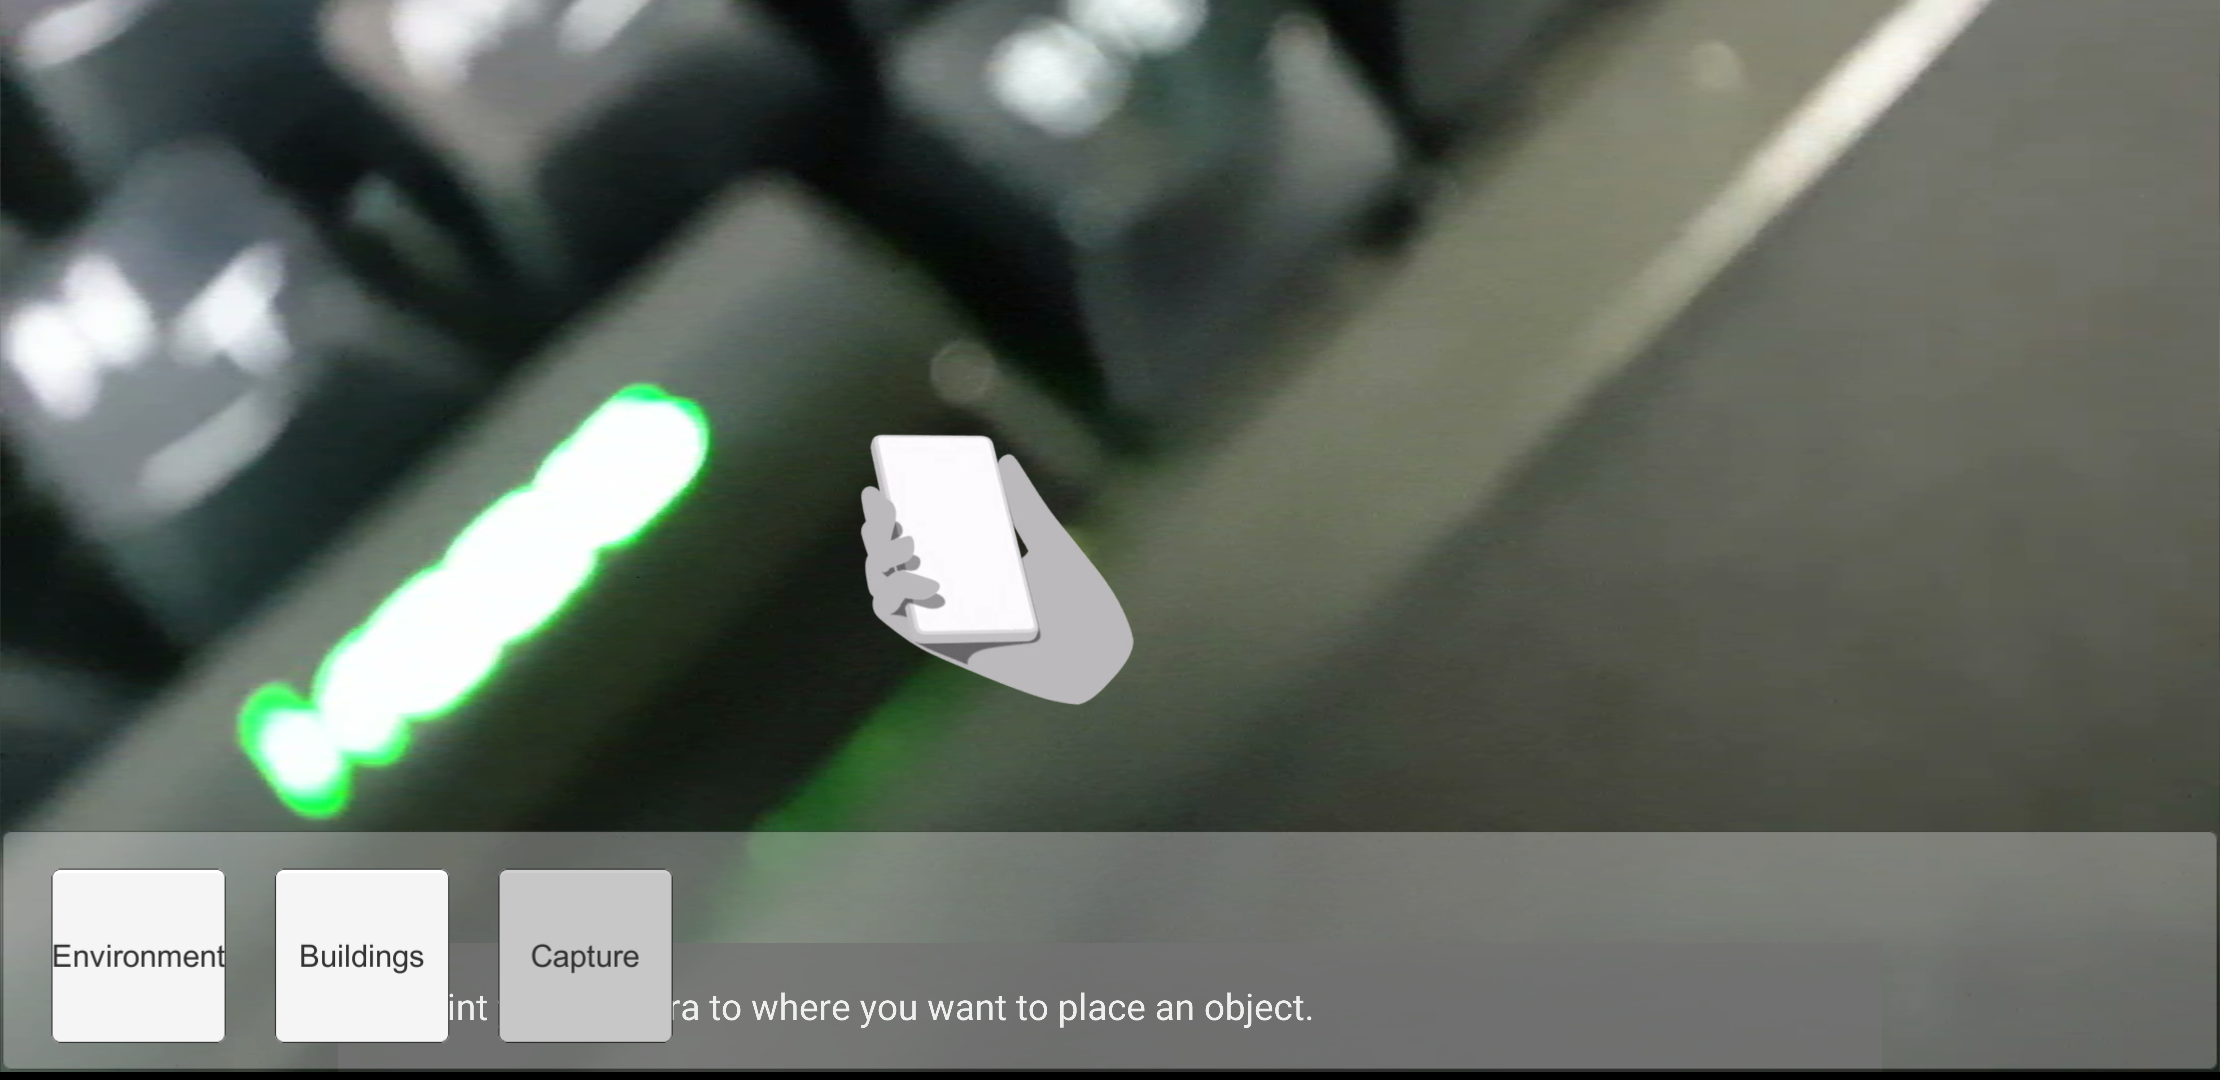 Environment
Buildings
Capture
int ra to where you want to place an object.